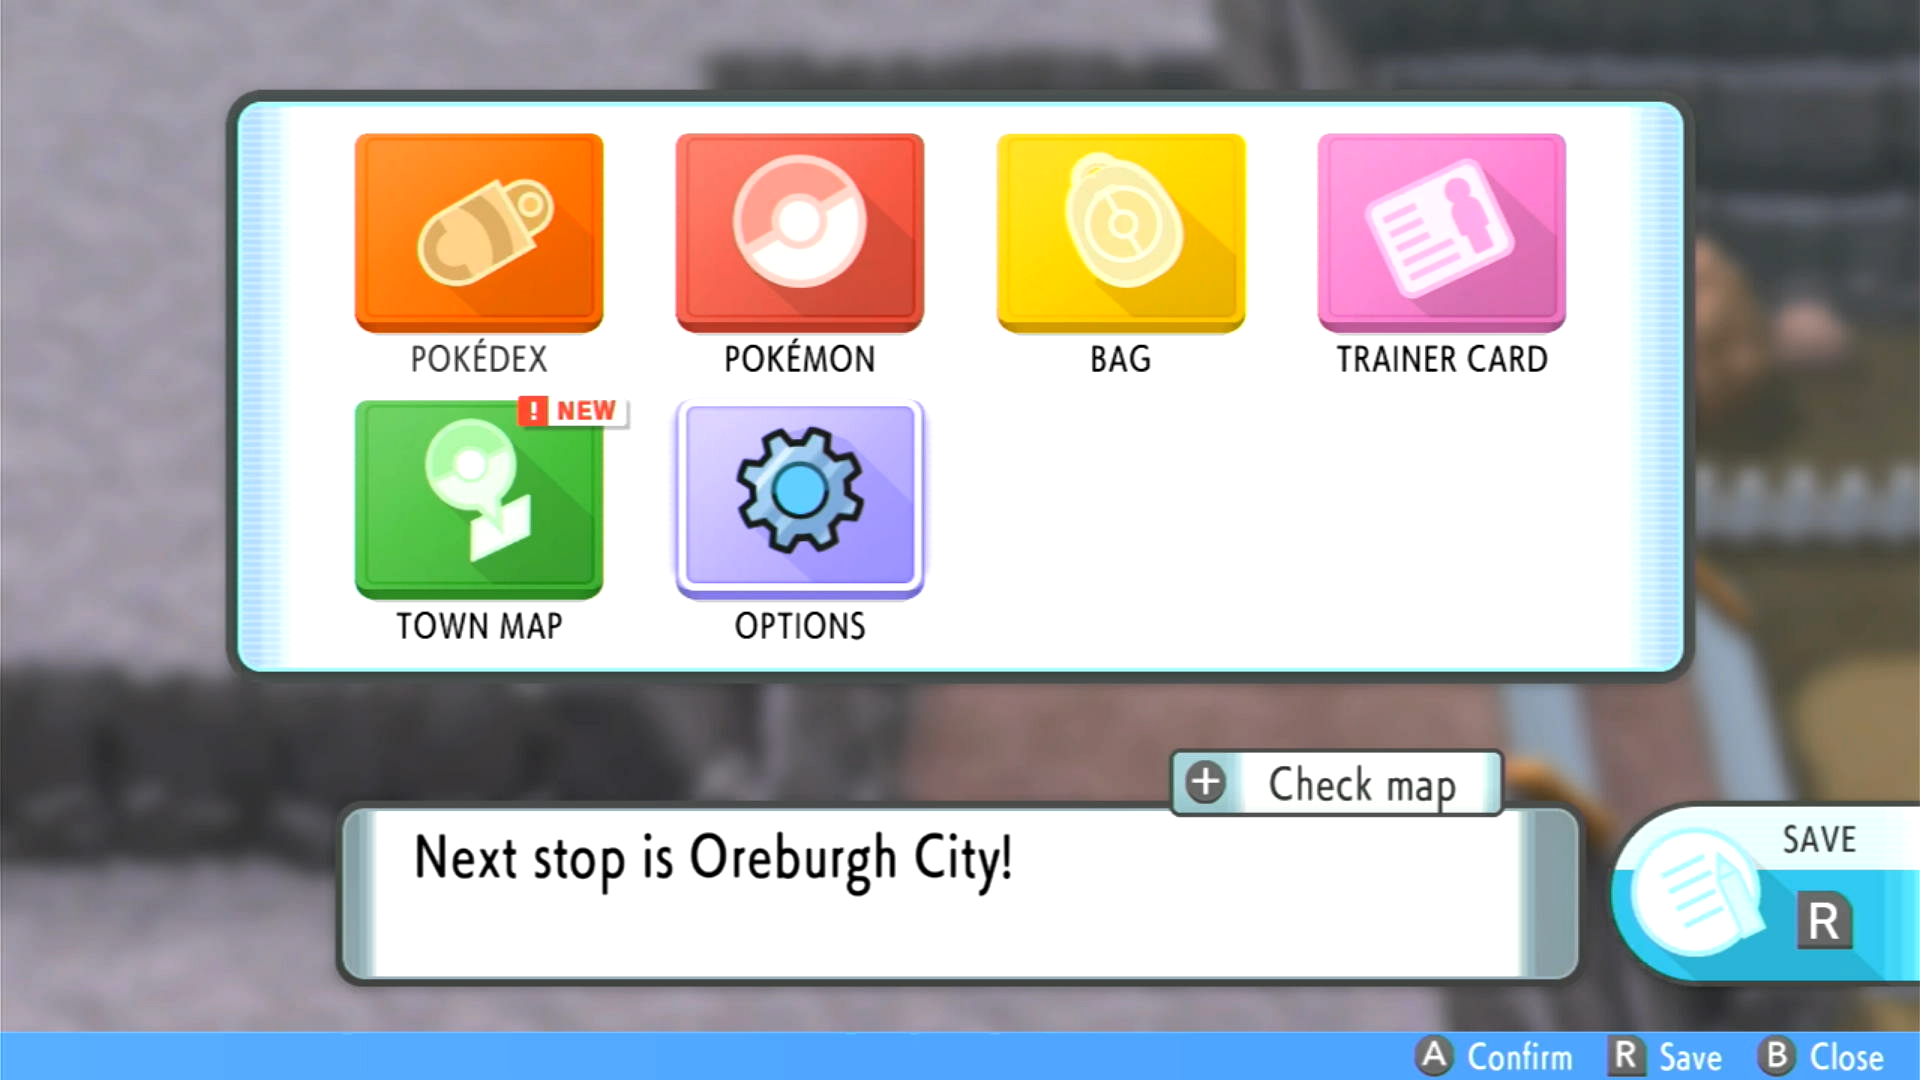 POKÉDEX
POKÉMON
BAG
TRAINER CARD
! NEW
TOWN MAP
OPTIONS
+ Check map
Next stop is Oreburgh City!
SAVE
R
A Confirm R Save B Close